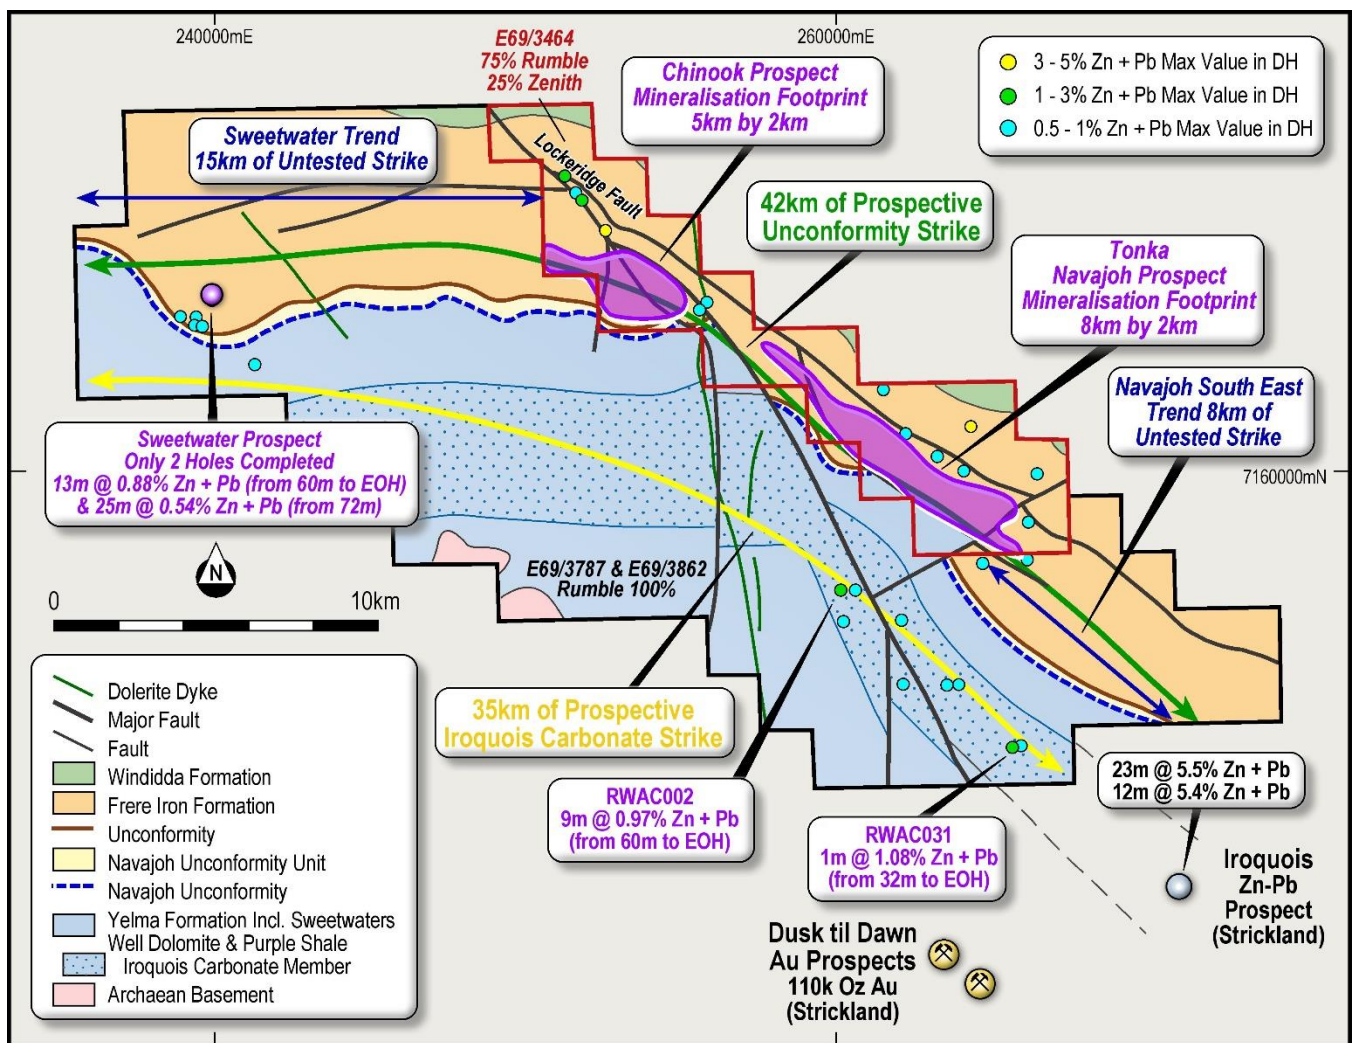 240000mE
260000mE
E69/3464
75% Rumble
25% Zenith
Chinook Prospect
Mineralisation Footprint
5km by 2km
3 - 5% Zn + Pb Max Value in DH
1 - 3% Zn + Pb Max Value in DH
0.5 - 1% Zn + Pb Max Value in DH
Sweetwater Trend
15km of Untested Strike
Lockeridge Fault
42km of Prospective
Unconformity Strike
Tonka
Navajoh Prospect
Mineralisation Footprint
8km by 2km
Navajoh South East
Trend 8km of
Untested Strike
7160000mN
Sweetwater Prospect
Only 2 Holes Completed
13m @ 0.88% Zn + Pb (from 60m to EOH)
& 25m @ 0.54% Zn + Pb (from 72m)
N
0
10km
E69/3787 & E69/3862
Rumble 100%
35km of Prospective
Iroquois Carbonate Strike
RWAC002
9m @ 0.97% Zn + Pb
(from 60m to EOH)
RWAC031
1m @ 1.08% Zn + Pb
(from 32m to EOH)
23m @ 5.5% Zn + Pb
12m @ 5.4% Zn + Pb
Iroquois
Zn-Pb
Prospect
(Strickland)
Dusk til Dawn
Au Prospects
110k Oz Au
(Strickland)
Dolerite Dyke
Major Fault
Fault
Windidda Formation
Frere Iron Formation
Unconformity
Navajoh Unconformity Unit
Navajoh Unconformity
Yelma Formation Incl. Sweetwaters
Well Dolomite & Purple Shale
Iroquois Carbonate Member
Archaean Basement